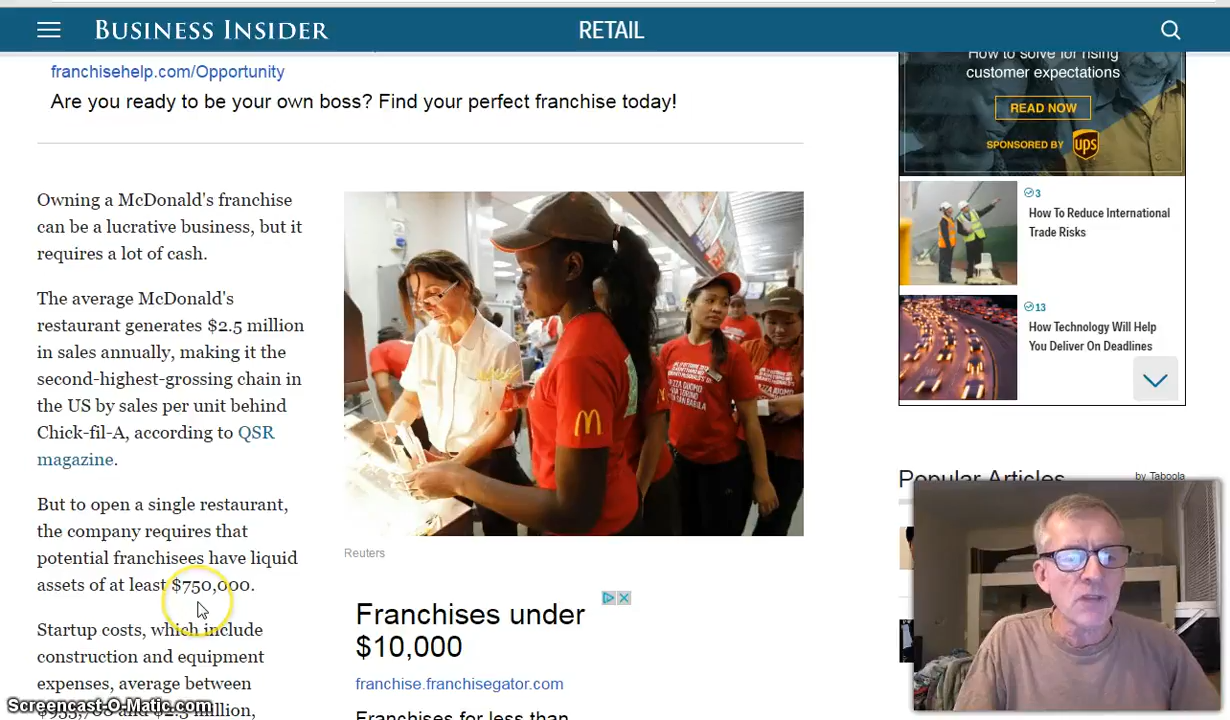 BUSINESS INSIDER
RETAIL
franchisehelp.com/Opportunity
Are you ready to be your own boss? Find your perfect franchise today!
How to solve for rising
customer expectations
READ NOW
SPONSORED BY ups
3
How To Reduce International
Trade Risks
13
How Technology Will Help
You Deliver On Deadlines
Owning a McDonald's franchise
can be a lucrative business, but it
requires a lot of cash.
The average McDonald's
restaurant generates $2.5 million
in sales annually, making it the
second-highest-grossing chain in
the US by sales per unit behind
Chick-fil-A, according to QSR
magazine.
But to open a single restaurant,
the company requires that
potential franchisees have liquid
assets of at least $750,000.
Startup costs, which include
construction and equipment
expenses, average between
million,
Reuters
Franchises under
$10,000
franchise.franchisegator.com
Franchises for less than
Popular Articles
by Taboola
Screencast-O-Matic.com